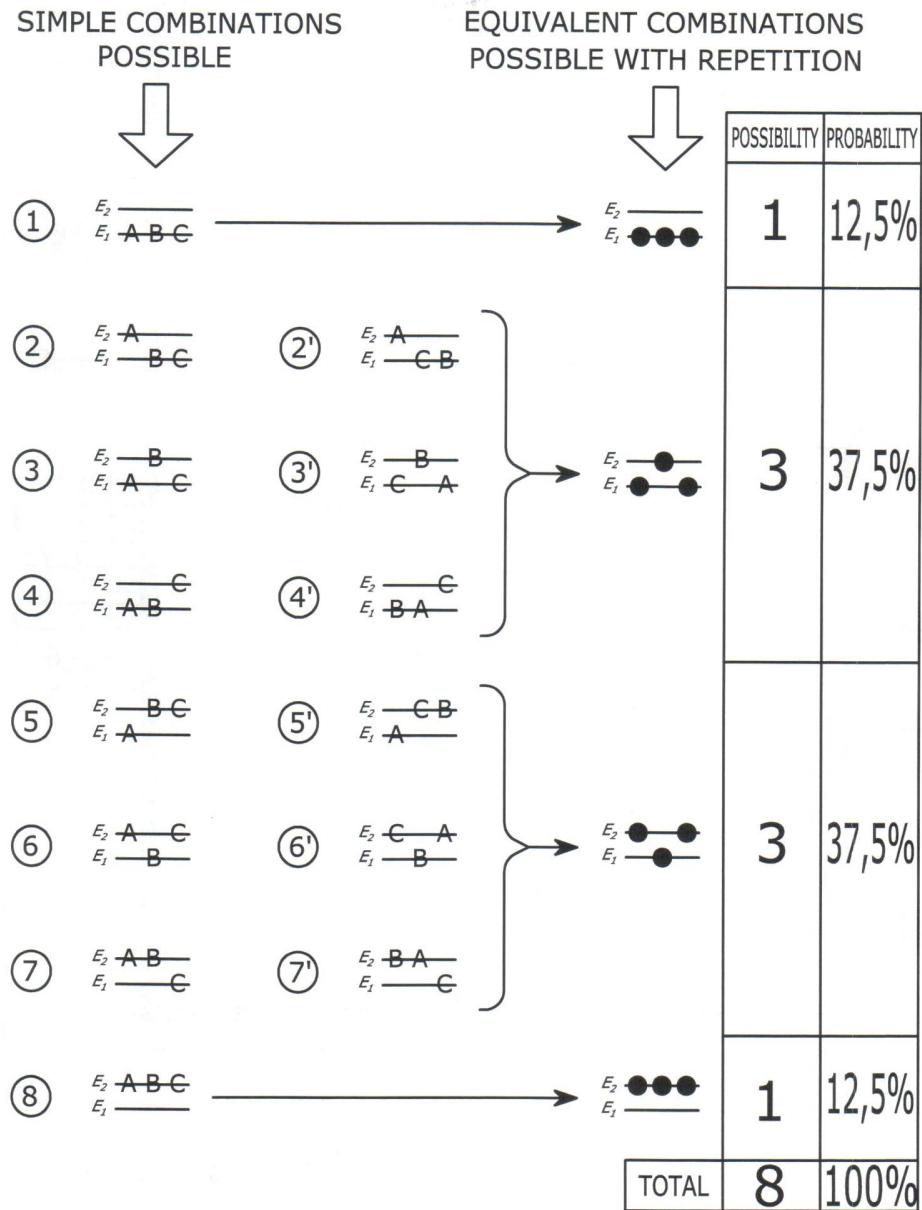 SIMPLE COMBINATIONS
POSSIBLE
EQUIVALENT COMBINATIONS
POSSIBLE WITH REPETITION
POSSIBILITY PROBABILITY
1 E2 E2
E1 A B C E1 1 12,5%
2 E2 A 2' E2 A
E1 B C E1 C B
3 E2 B 3' E2 B E2
E1 A C E1 C A E1 3 37,5%
4 E2 C 4' E2 C
E1 A B E1 B A
5 E2 B C 5' E2 C B
E1 A E1 A
6 E2 A C 6' E2 C A E2
E1 B E1 B E1 3 37,5%
7 E2 A B 7' E2 B A
E1 C E1 C
8 E2 A B C E2
E1 E1 1 12,5%
TOTAL 8 100%